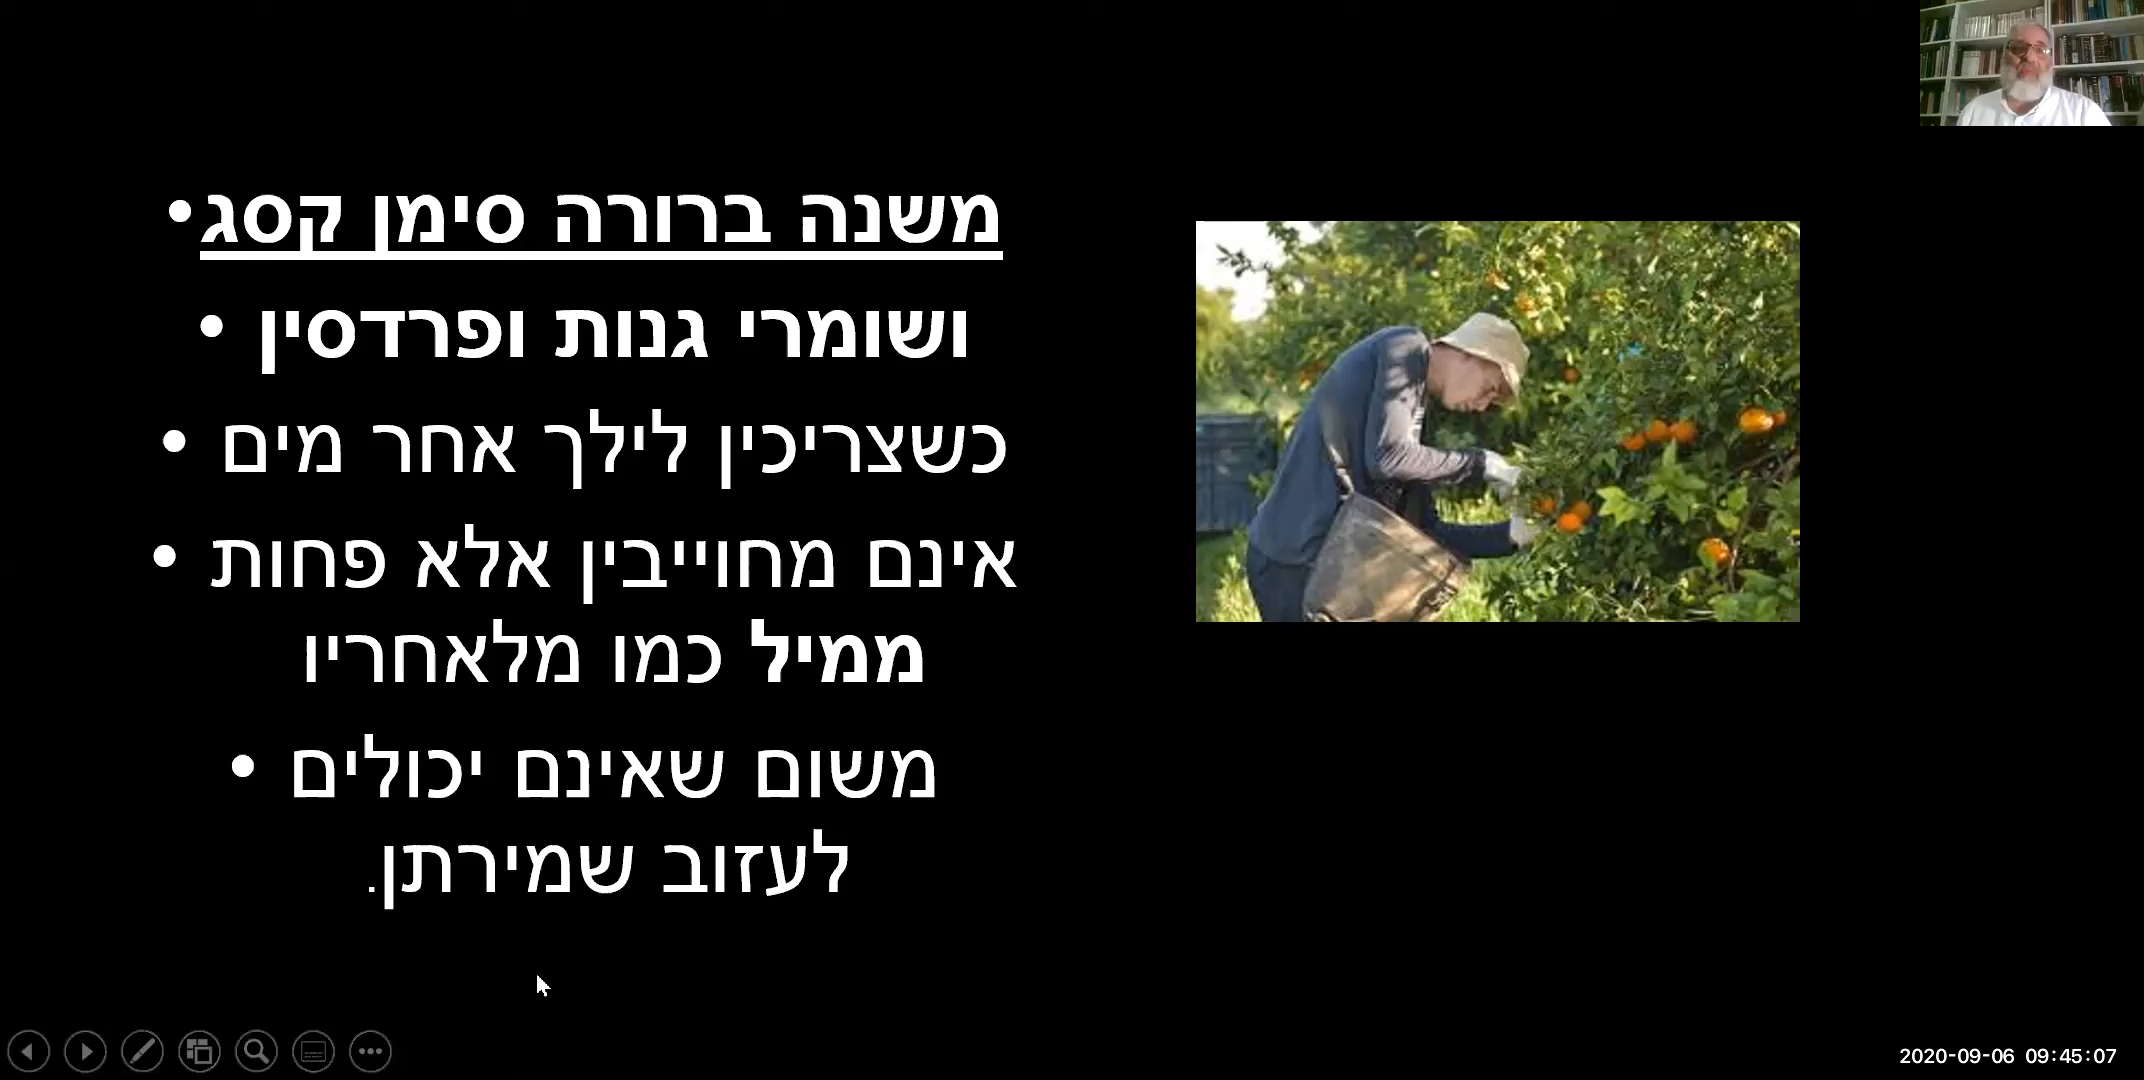 משנה ברורה סימן קסג
ושומרי גנות ופרדסין
כשצריכין לילך אחר מים
אינם מחוייבין אלא פחות
ממיל כמו מלאחריו
משום שאינם יכולים
לעזוב שמירתן.
2020-09-06 09:45:07